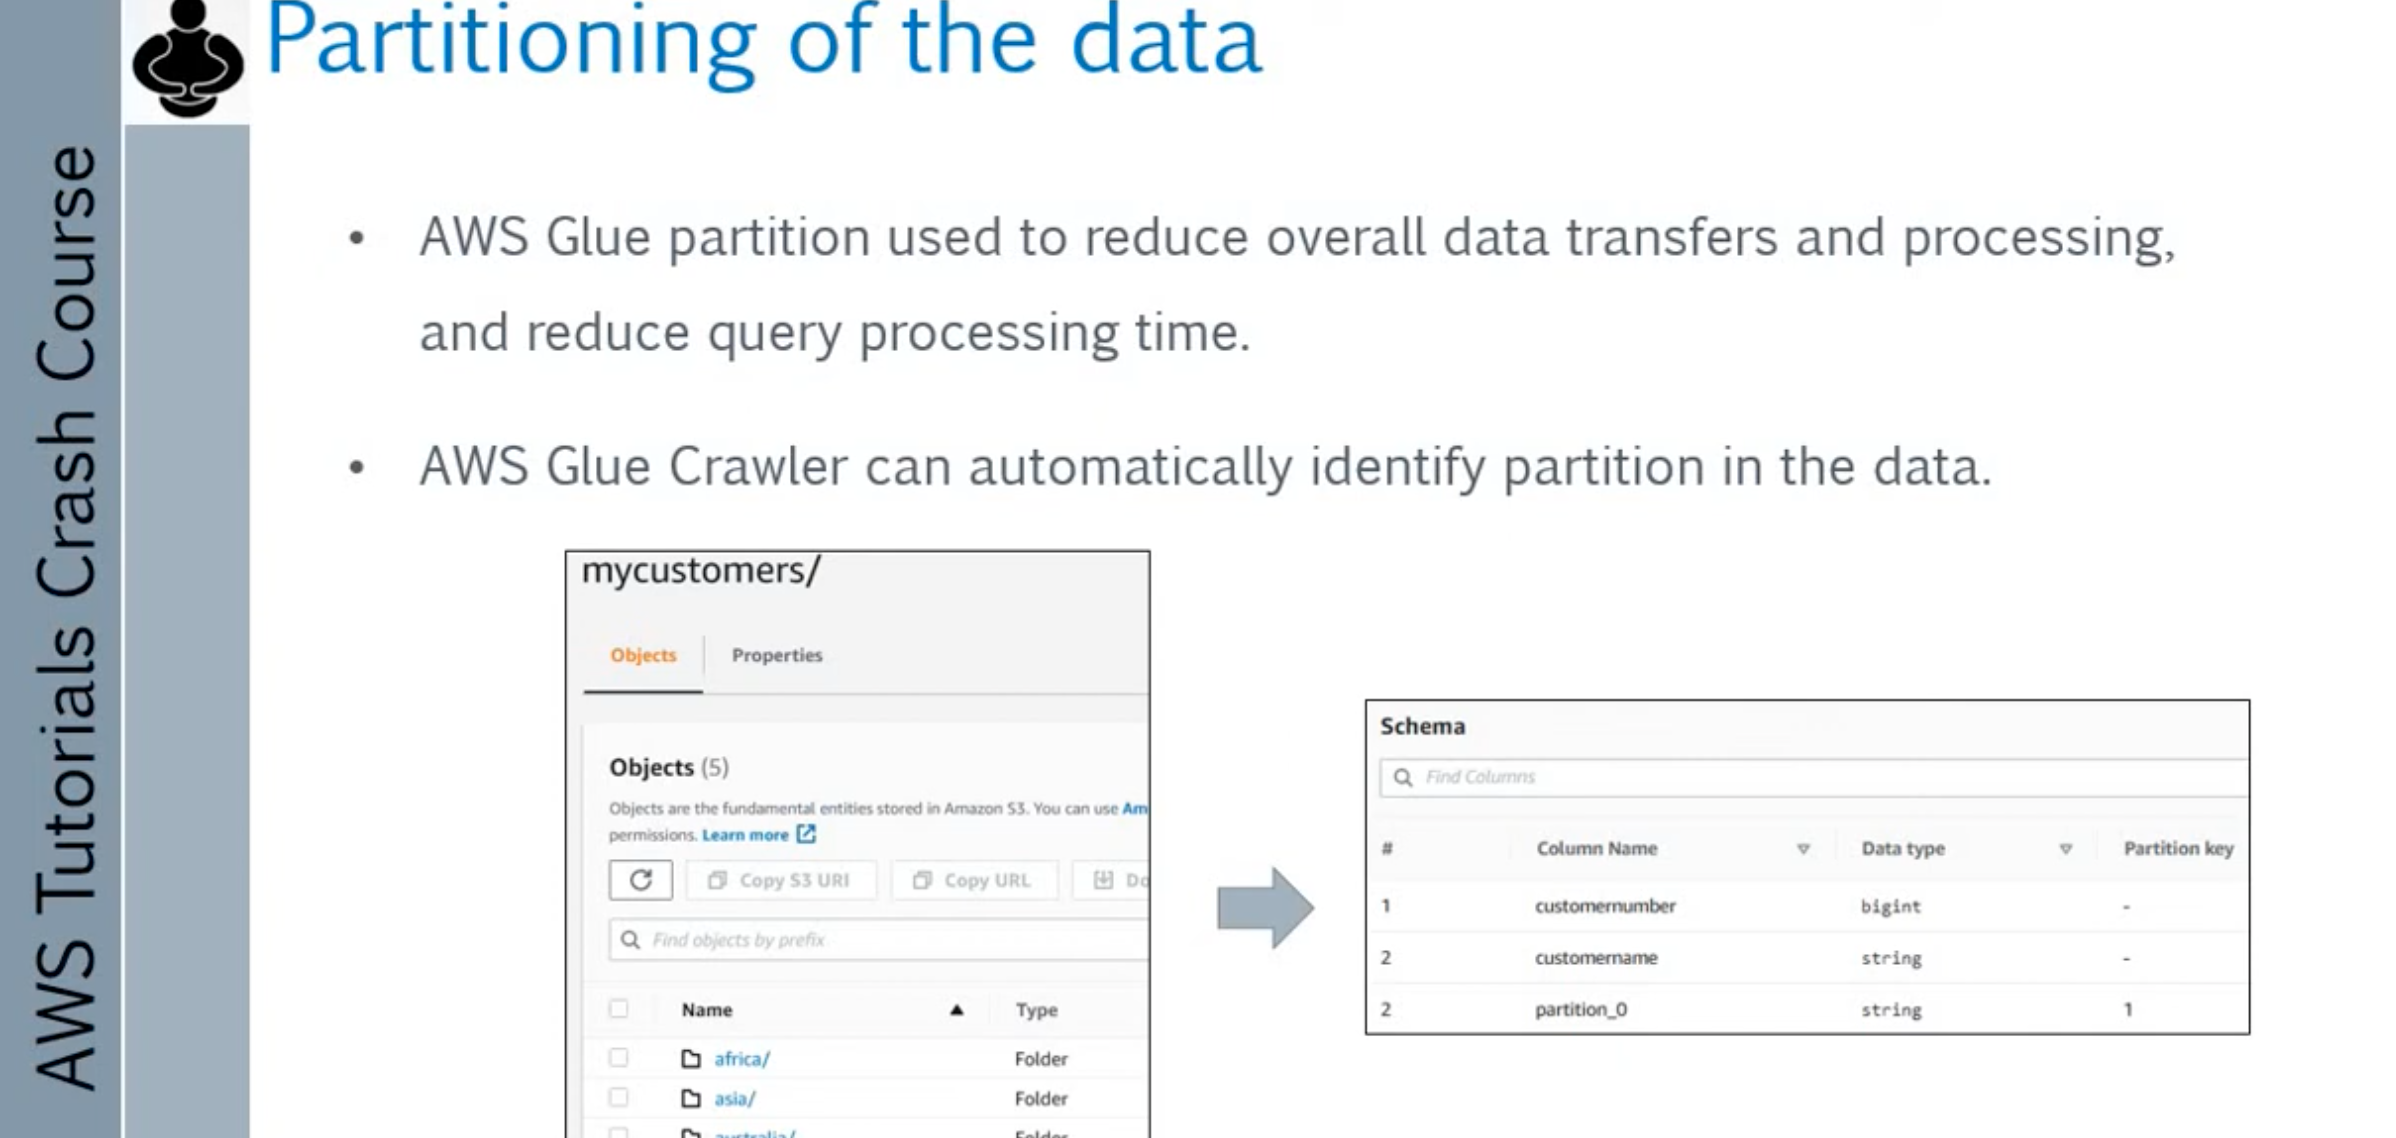 Partitioning of the data
AWS Tutorials Crash Course
• AWS Glue partition used to reduce overall data transfers and processing,
and reduce query processing time.
• AWS Glue Crawler can automatically identify partition in the data.
mycustomers/
Objects Properties
Objects (5)
Objects are the fundamental entities stored in Amazon S3. You can use Am
permissions. Learn more
Copy S3 URI Copy URL Do
Find objects by prefix
Name Type
africa/ Folder
asia/ Folder
australia/ Folder
Schema
Find Columns
# Column Name Data type Partition key
1 customernumber bigint -
2 customername string -
2 partition_0 string 1